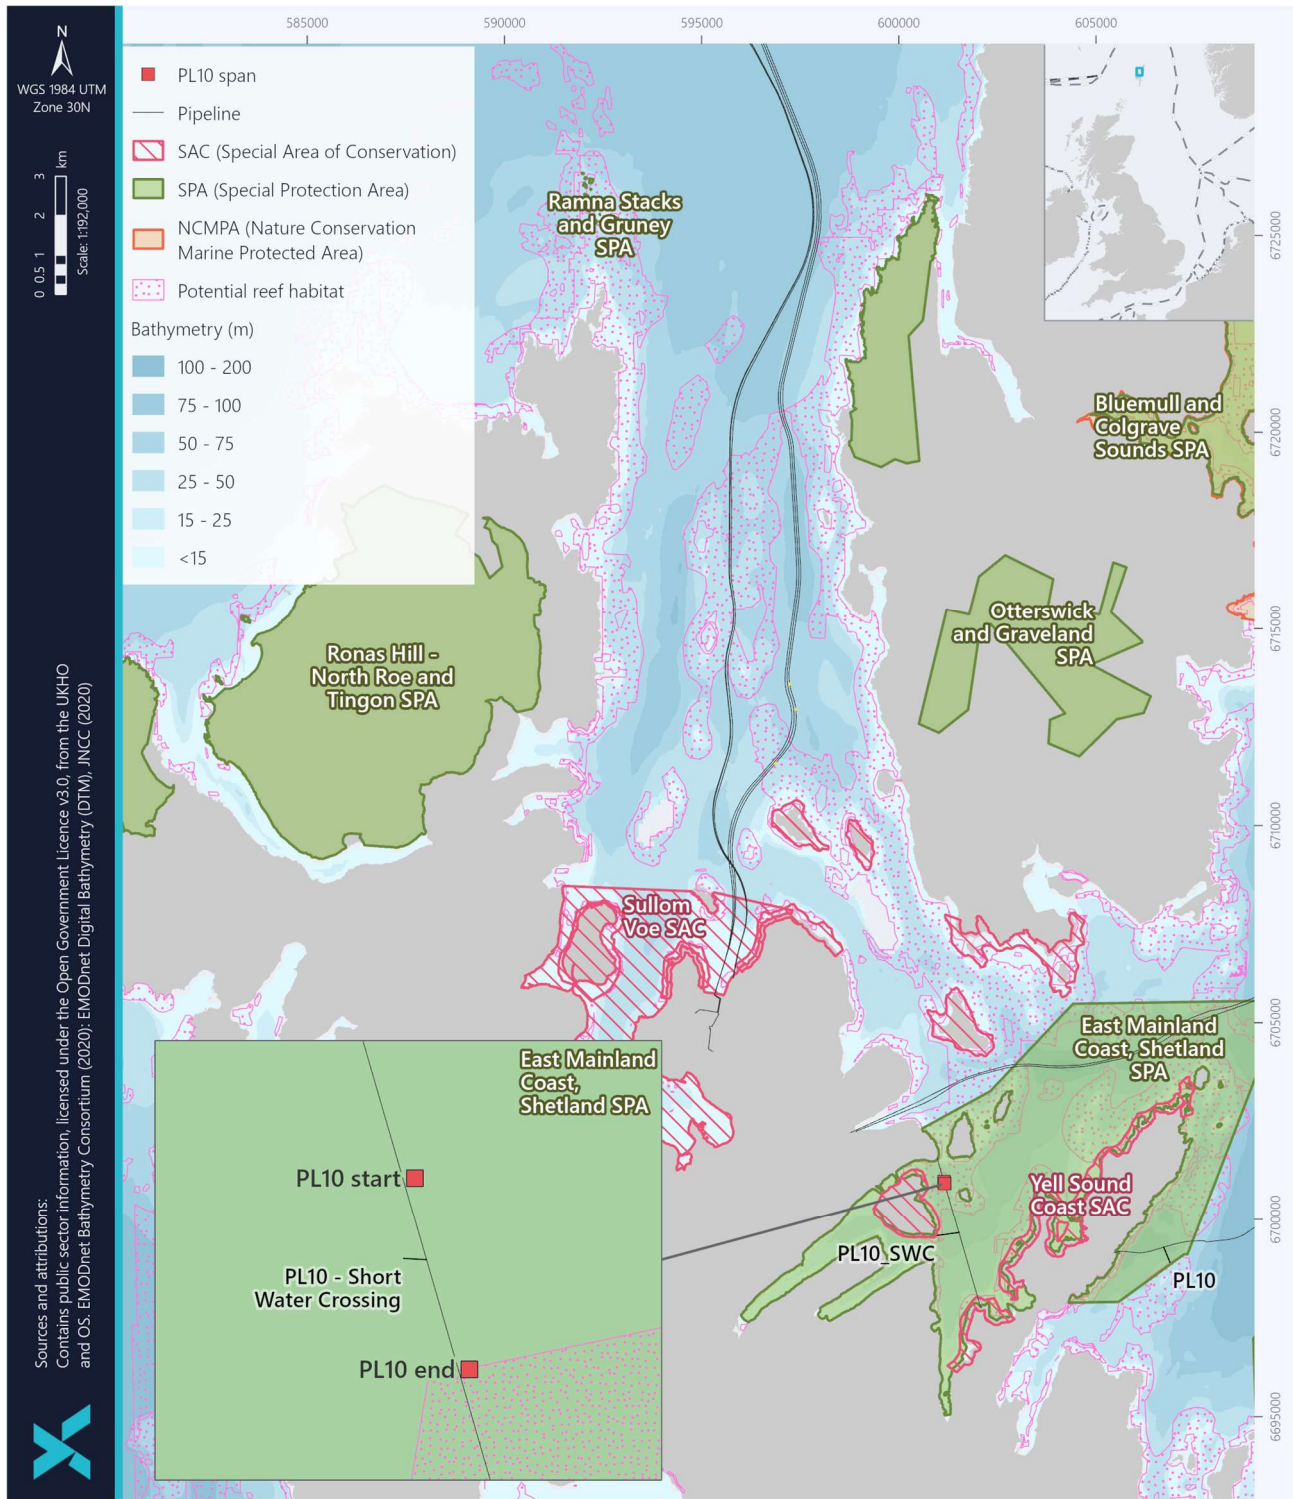 585000
590000
595000
600000
605000
N
WGS 1984 UTM
Zone 30N
0 0.5 1 2 3 km
Scale: 1:192,000
PL10 span
Pipeline
SAC (Special Area of Conservation)
SPA (Special Protection Area)
NCMPA (Nature Conservation
Marine Protected Area)
Potential reef habitat
Bathymetry (m)
100 - 200
75 - 100
50 - 75
25 - 50
15 - 25
<15
Ramna Stacks
and Gruney
SPA
6725000
Bluemull and
Colgrave
Sounds SPA
6720000
Otterswick
and Graveland
SPA
6715000
Ronas Hill -
North Roe and
Tingon SPA
6710000
Sullom
Voe SAC
6705000
East Mainland
Coast, Shetland
SPA
East Mainland
Coast,
Shetland SPA
PL10 start
PL10 - Short
Water Crossing
PL10 end
Yell Sound
Coast SAC
6700000
PL10_SWC
PL10
6695000
Sources and attributions:
Contains public sector information, licensed under the Open Government Licence v3.0, from the UKHO
and OS. EMODnet Bathymetry Consortium (2020): EMODnet Digital Bathymetry (DTM), JNCC (2020)